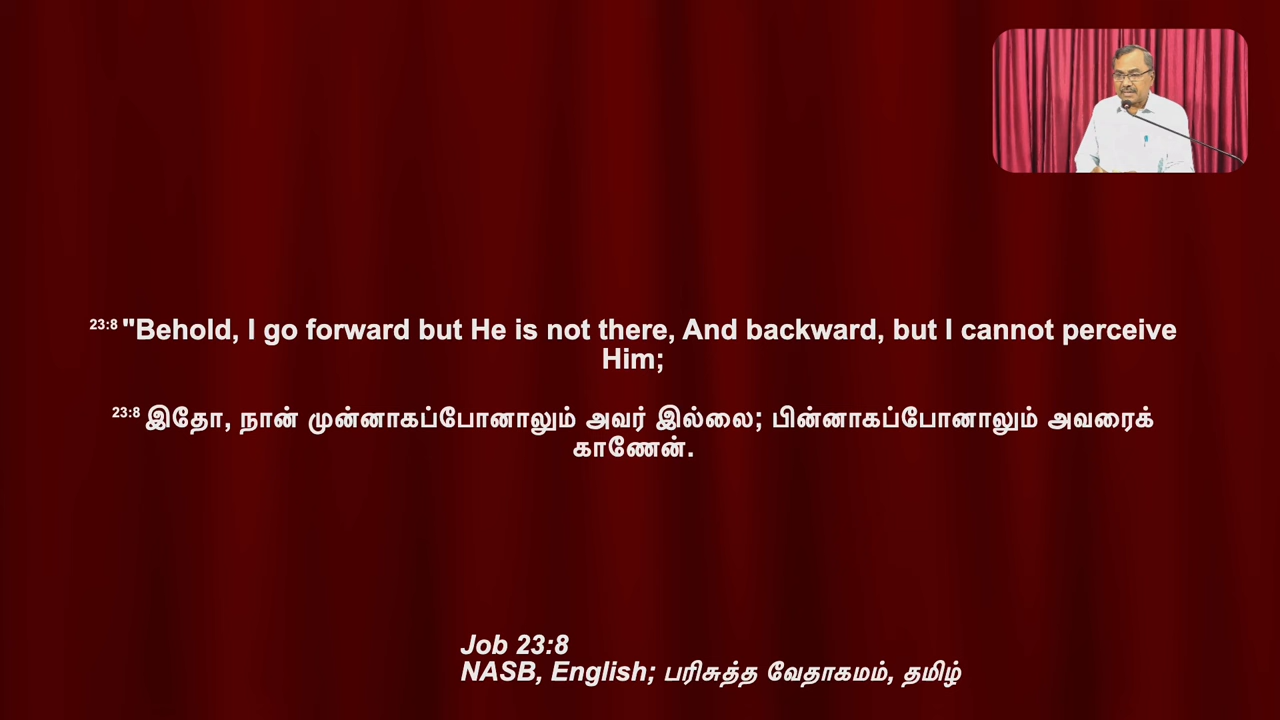 23:8 "Behold, I go forward but He is not there, And backward, but I cannot perceive
Him;
23:8 இதோ, நான் முன்னாகப்போனாலும் அவர் இல்லை; பின்னாகப்போனாலும் அவரைக்
காணேன்.
Job 23:8
NASB, English; பரிசுத்த வேதாகமம், தமிழ்